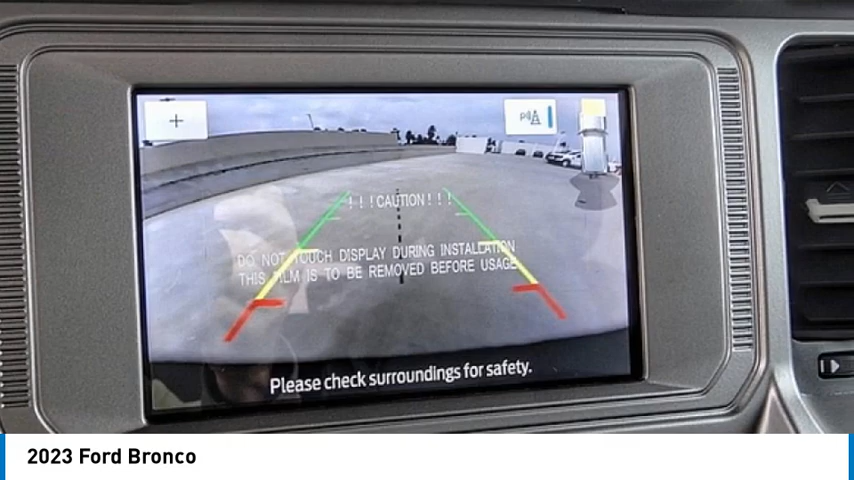 +
P
! ! ! CAUTION ! ! !
DO NOT TOUCH DISPLAY DURING INSTALLATION
THIS FILM IS TO BE REMOVED BEFORE USAGE
Please check surroundings for safety.
2023 Ford Bronco